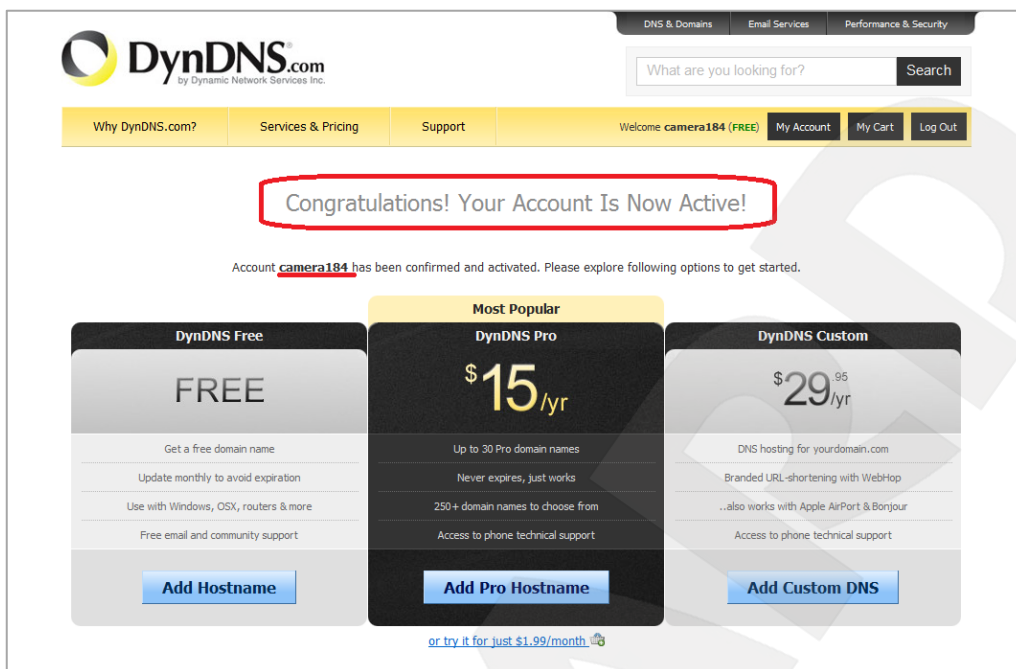 DNS & Domains Email Services Performance & Security
DynDNS.com
by Dynamic Network Services Inc.
What are you looking for? Search
Why DynDNS.com? Services & Pricing Support Welcome camera184 (FREE) My Account My Cart Log Out
Congratulations! Your Account Is Now Active!
Account camera184 has been confirmed and activated. Please explore following options to get started.
Most Popular
DynDNS Free DynDNS Pro DynDNS Custom
FREE $15/yr $29.95/yr
Get a free domain name Up to 30 Pro domain names DNS hosting for yourdomain.com
Update monthly to avoid expiration Never expires, just works Branded URL-shortening with WebHop
Use with Windows, OSX, routers & more 250+ domain names to choose from ..also works with Apple AirPort & Bonjour
Free email and community support Access to phone technical support Access to phone technical support
Add Hostname Add Pro Hostname Add Custom DNS
or try it for just $1.99/month